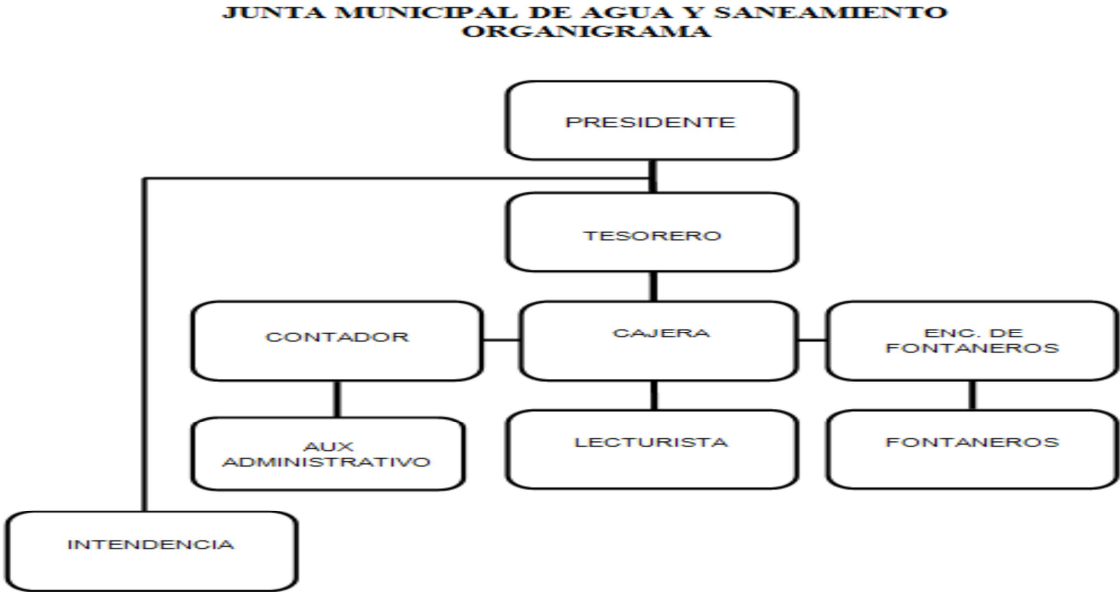 JUNTA MUNICIPAL DE AGUA Y SANEAMIENTO
ORGANIGRAMA
PRESIDENTE
TESORERO
CONTADOR
CAJERA
ENC. DE
FONTANEROS
AUX
ADMINISTRATIVO
LECTURISTA
FONTANEROS
INTENDENCIA